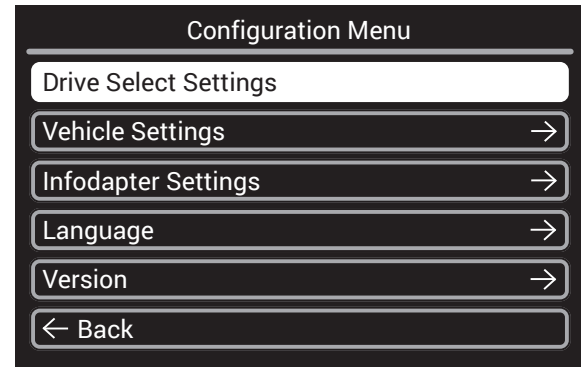 Configuration Menu
Drive Select Settings
Vehicle Settings →
Infodapter Settings →
Language →
Version →
← Back